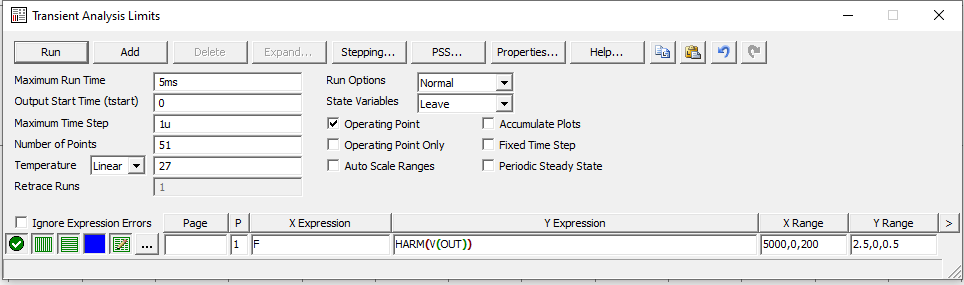 Transient Analysis Limits
Run Add Delete Expand... Stepping... PSS... Properties... Help...
Maximum Run Time 5ms Run Options Normal
Output Start Time (tstart) 0 State Variables Leave
Maximum Time Step 1u Operating Point Accumulate Plots
Number of Points 51 Operating Point Only Fixed Time Step
Temperature Linear 27 Auto Scale Ranges Periodic Steady State
Retrace Runs 1
Ignore Expression Errors Page P X Expression Y Expression X Range Y Range >
... 1 F HARM(V(OUT)) 5000,0,200 2.5,0,0.5